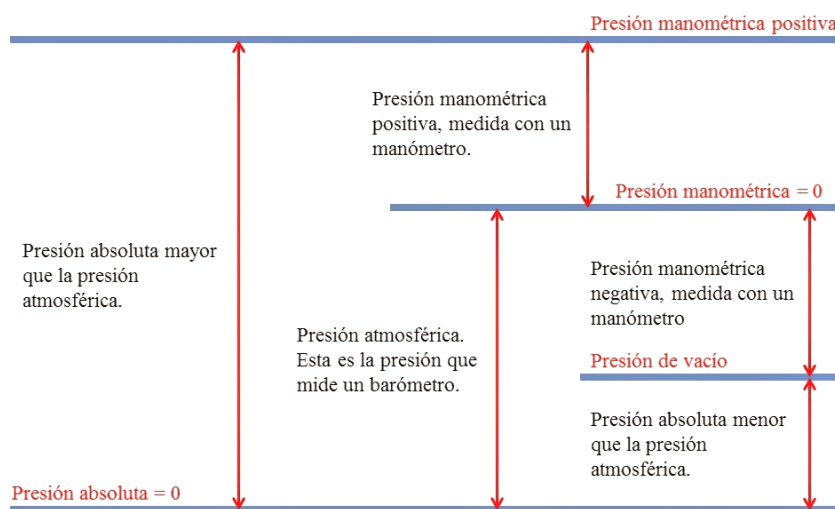 Presión manométrica positiva
Presión manométrica
positiva, medida con un
manómetro.
Presión manométrica = 0
Presión absoluta mayor
que la presión
atmosférica.
Presión manométrica
negativa, medida con un
manómetro
Presión atmosférica.
Esta es la presión que
mide un barómetro.
Presión de vacío
Presión absoluta menor
que la presión
atmosférica.
Presión absoluta = 0